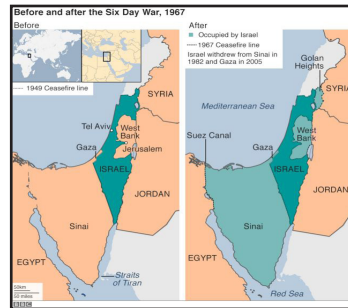 Before and after the Six Day War, 1967
Before
1949 Ceasefire line
SYRIA
Tel Aviv
West
Bank
Gaza
Jerusalem
ISRAEL
JORDAN
Sinai
EGYPT
Straits
of Tiran
50km
50 miles
BBC
After
Occupied by Israel
1967 Ceasefire line
Israel withdrew from Sinai in
1982 and Gaza in 2005
Golan
Heights
SYRIA
Mediterranean Sea
Suez Canal
West
Bank
Gaza
ISRAEL
JORDAN
Sinai
EGYPT
Red Sea